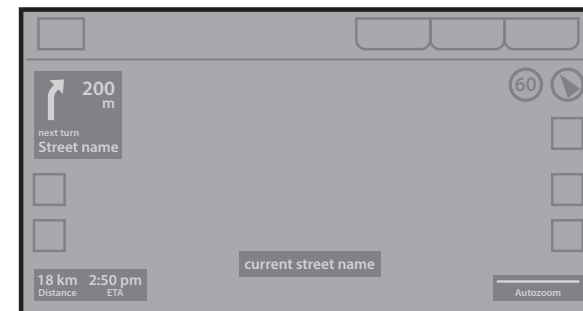 200
m
next turn
Street name
60
current street name
18 km 2:50 pm
Distance ETA
Autozoom